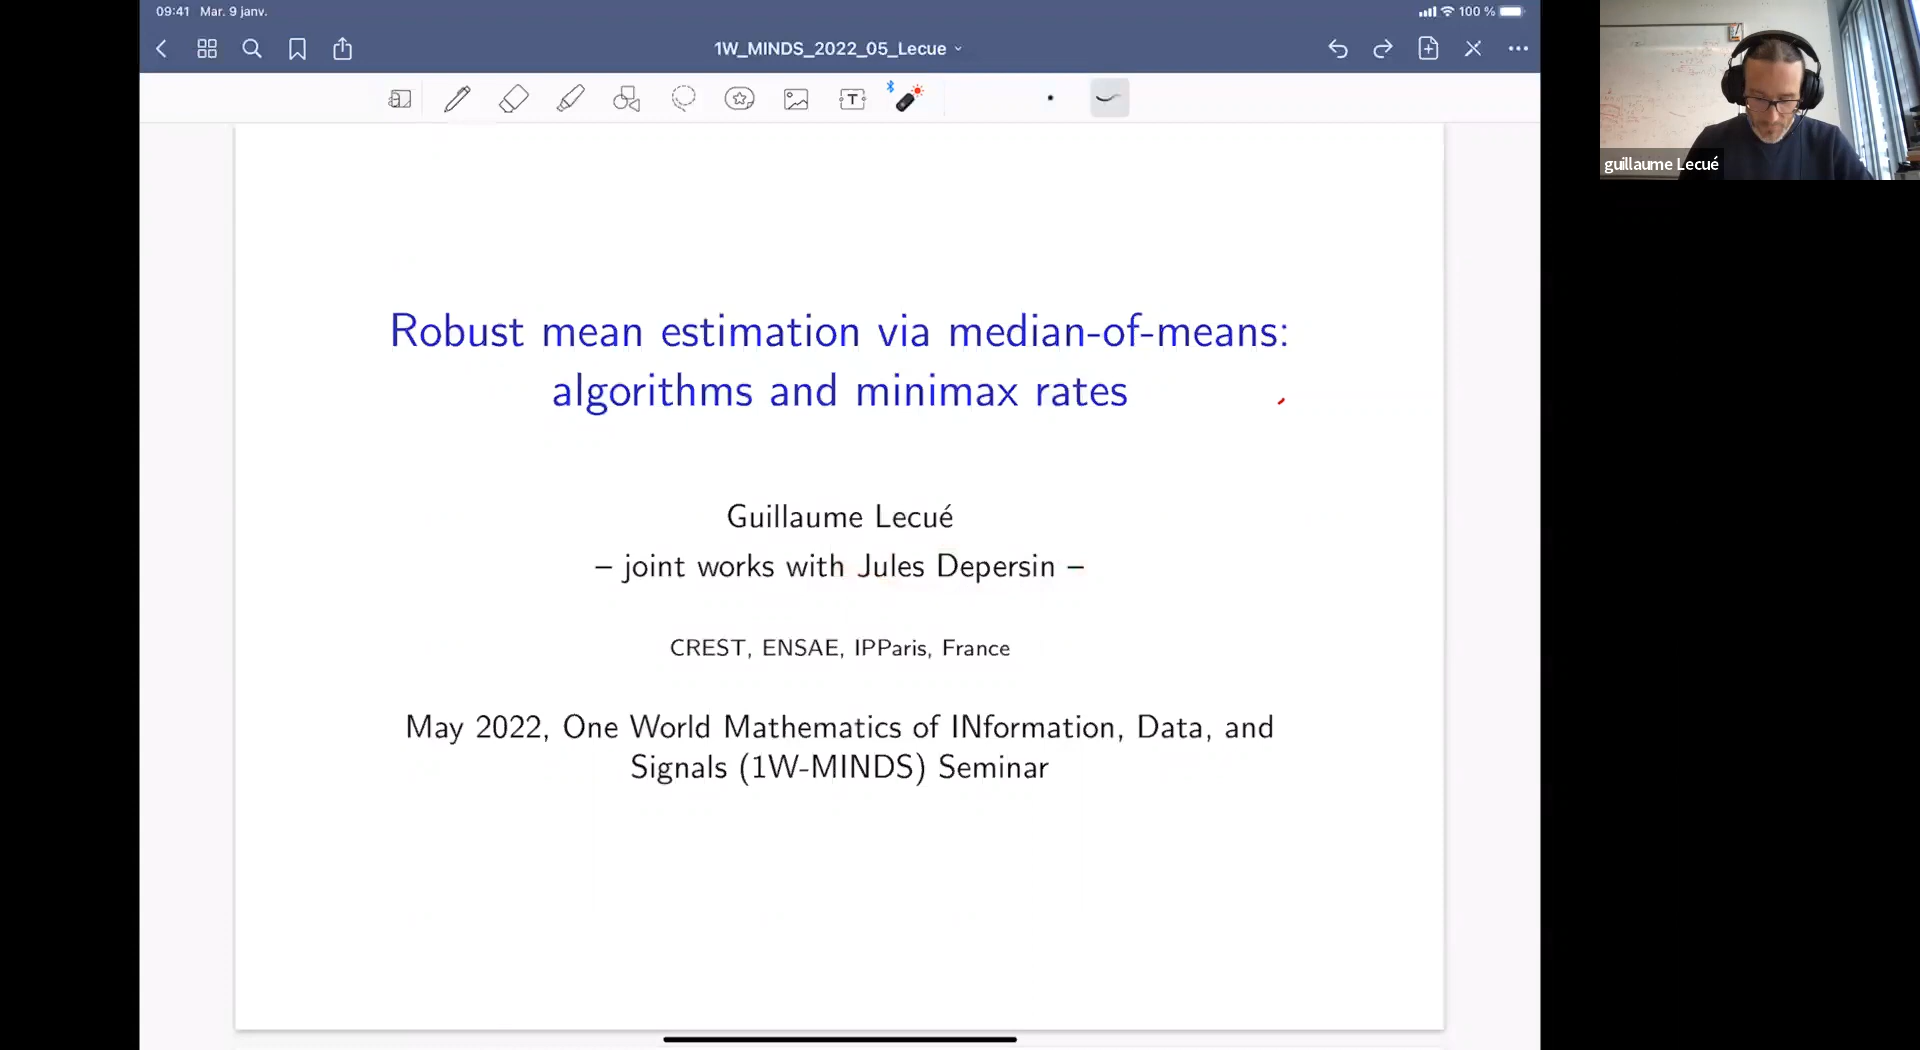 09:41 Mar. 9 janv.
100 %
1W_MINDS_2022_05_Lecue
T
guillaume Lecué
Robust mean estimation via median-of-means:
algorithms and minimax rates
Guillaume Lecué
– joint works with Jules Depersin –
CREST, ENSAE, IPParis, France
May 2022, One World Mathematics of INformation, Data, and
Signals (1W-MINDS) Seminar